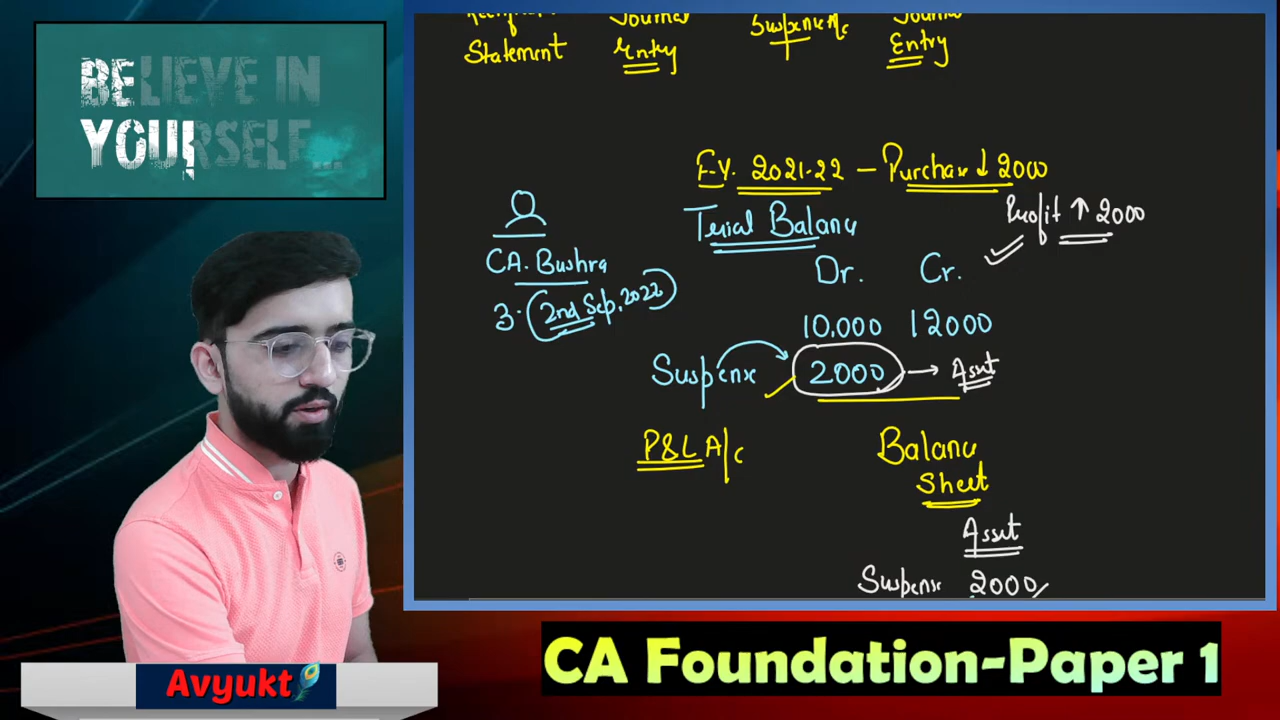 BELIEVE IN
YOURSELF...
Statement
Journal
Entry
Suspense A/c
Journal
Entry
F.Y. 2021-22 – Purchase ↓ 2000
Profit ↑ 2000
Trial Balance
Dr. Cr.
CA. Bushra
3. 2nd Sep, 2022
10,000 12000
Suspense 2000 → Asset
P&L A/c
Balance
Sheet
Asset
Suspense 2000
Avyukt
CA Foundation-Paper 1